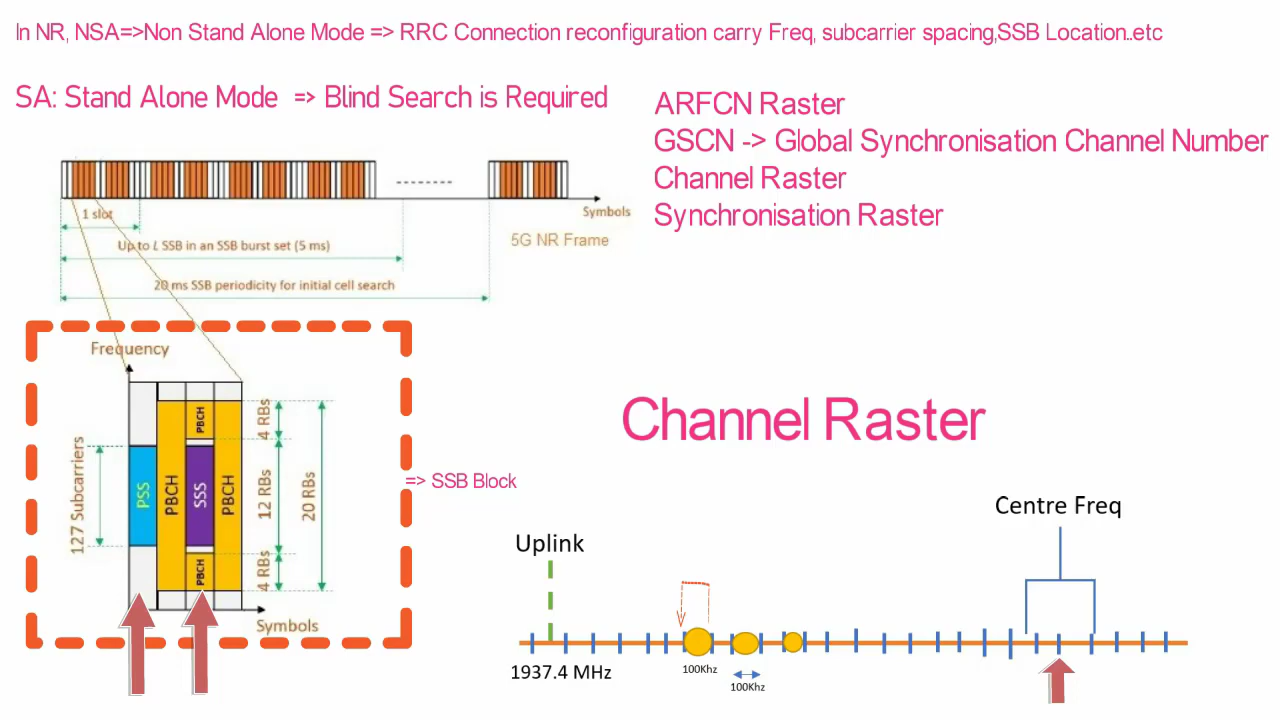 In NR, NSA=>Non Stand Alone Mode => RRC Connection reconfiguration carry Freq, subcarrier spacing,SSB Location..etc
SA: Stand Alone Mode => Blind Search is Required
ARFCN Raster
GSCN -> Global Synchronisation Channel Number
Channel Raster
Synchronisation Raster
Symbols
1 slot
5G NR Frame
Up to L SSB in an SSB burst set (5 ms)
20 ms SSB periodicity for initial cell search
Frequency
127 Subcarriers
PSS
PBCH
PBCH
SSS
PBCH
PBCH
4 RBs
12 RBs
4 RBs
20 RBs
Symbols
=> SSB Block
Channel Raster
Centre Freq
Uplink
1937.4 MHz
100Khz
100Khz